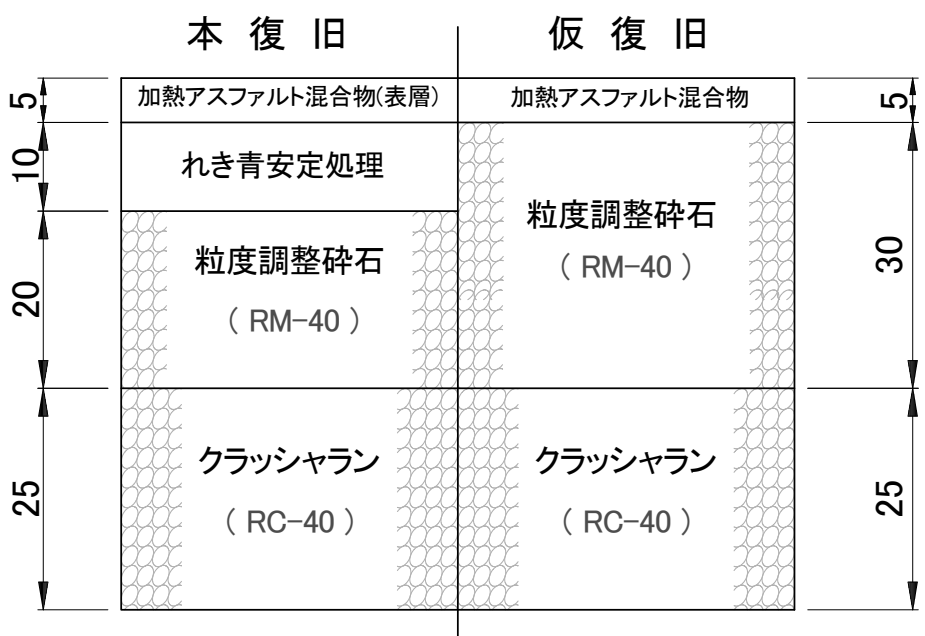 本復旧
仮復旧
5
加熱アスファルト混合物(表層)
加熱アスファルト混合物
5
10
れき青安定処理
粒度調整砕石
(RM-40)
30
20
粒度調整砕石
(RM-40)
25
クラッシャラン
(RC-40)
クラッシャラン
(RC-40)
25